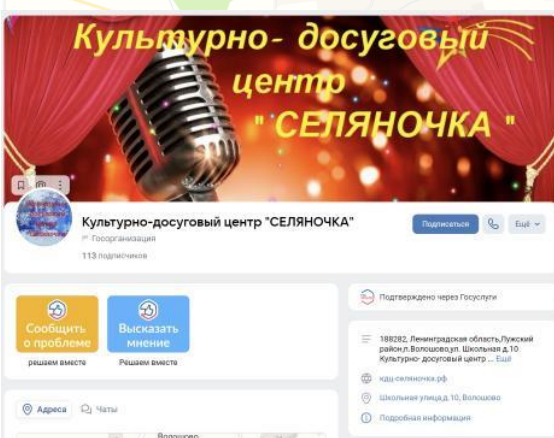 Культурно- досуговый
центр
" СЕЛЯНОЧКА "
Культурно-досуговый центр "СЕЛЯНОЧКА"
Госорганизация
113 подписчиков
Подписаться
Ещё
Сообщить
о проблеме
решаем вместе
Высказать
мнение
Решаем вместе
Адреса
Чаты
Волошово
Подтверждено через Госуслуги
188282, Ленинградская область,Лужский
район,п.Волошово,ул. Школьная д.10
Культурно- досуговый центр ... Ещё
кдц-селяночка.рф
Школьная улица,д.10, Волошово
Подробная информация